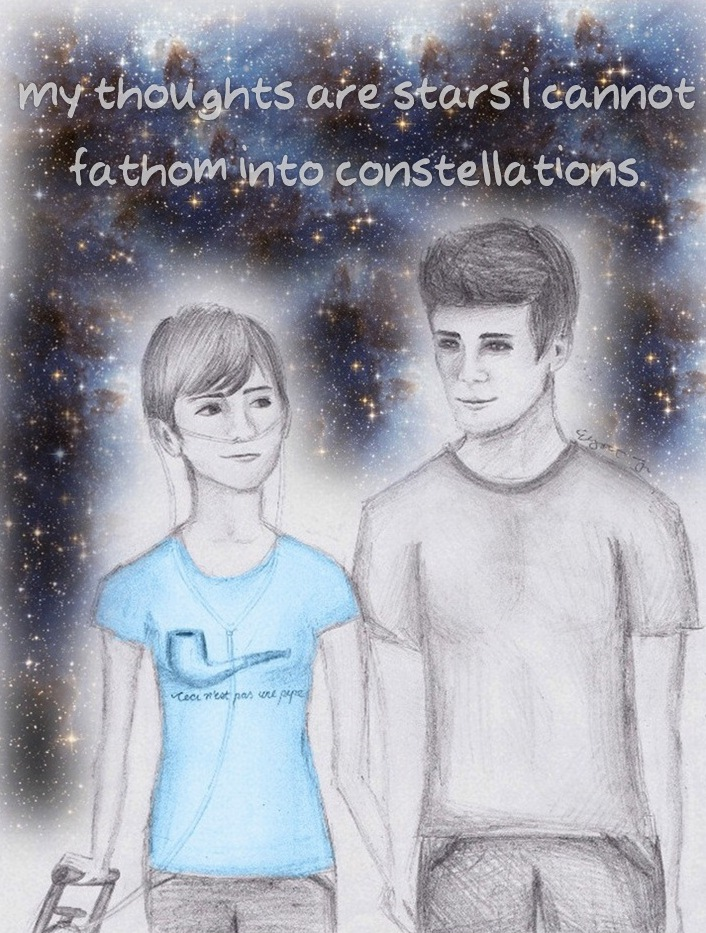 my thoughts are stars i cannot
fathom into constellations.
Ceci n'est pas une pipe